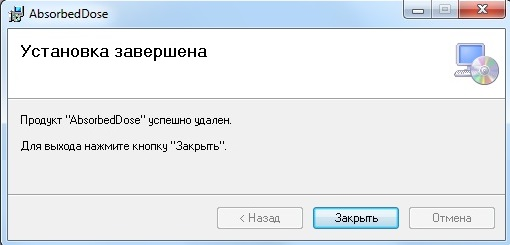 AbsorbedDose
Установка завершена
Продукт "AbsorbedDose" успешно удален.
Для выхода нажмите кнопку "Закрыть".
< Назад
Закрыть
Отмена